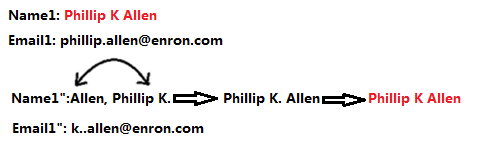 Name1: Phillip K Allen
Email1: phillip.allen@enron.com
Name1":Allen, Phillip K. Phillip K. Allen Phillip K Allen
Email1": k..allen@enron.com